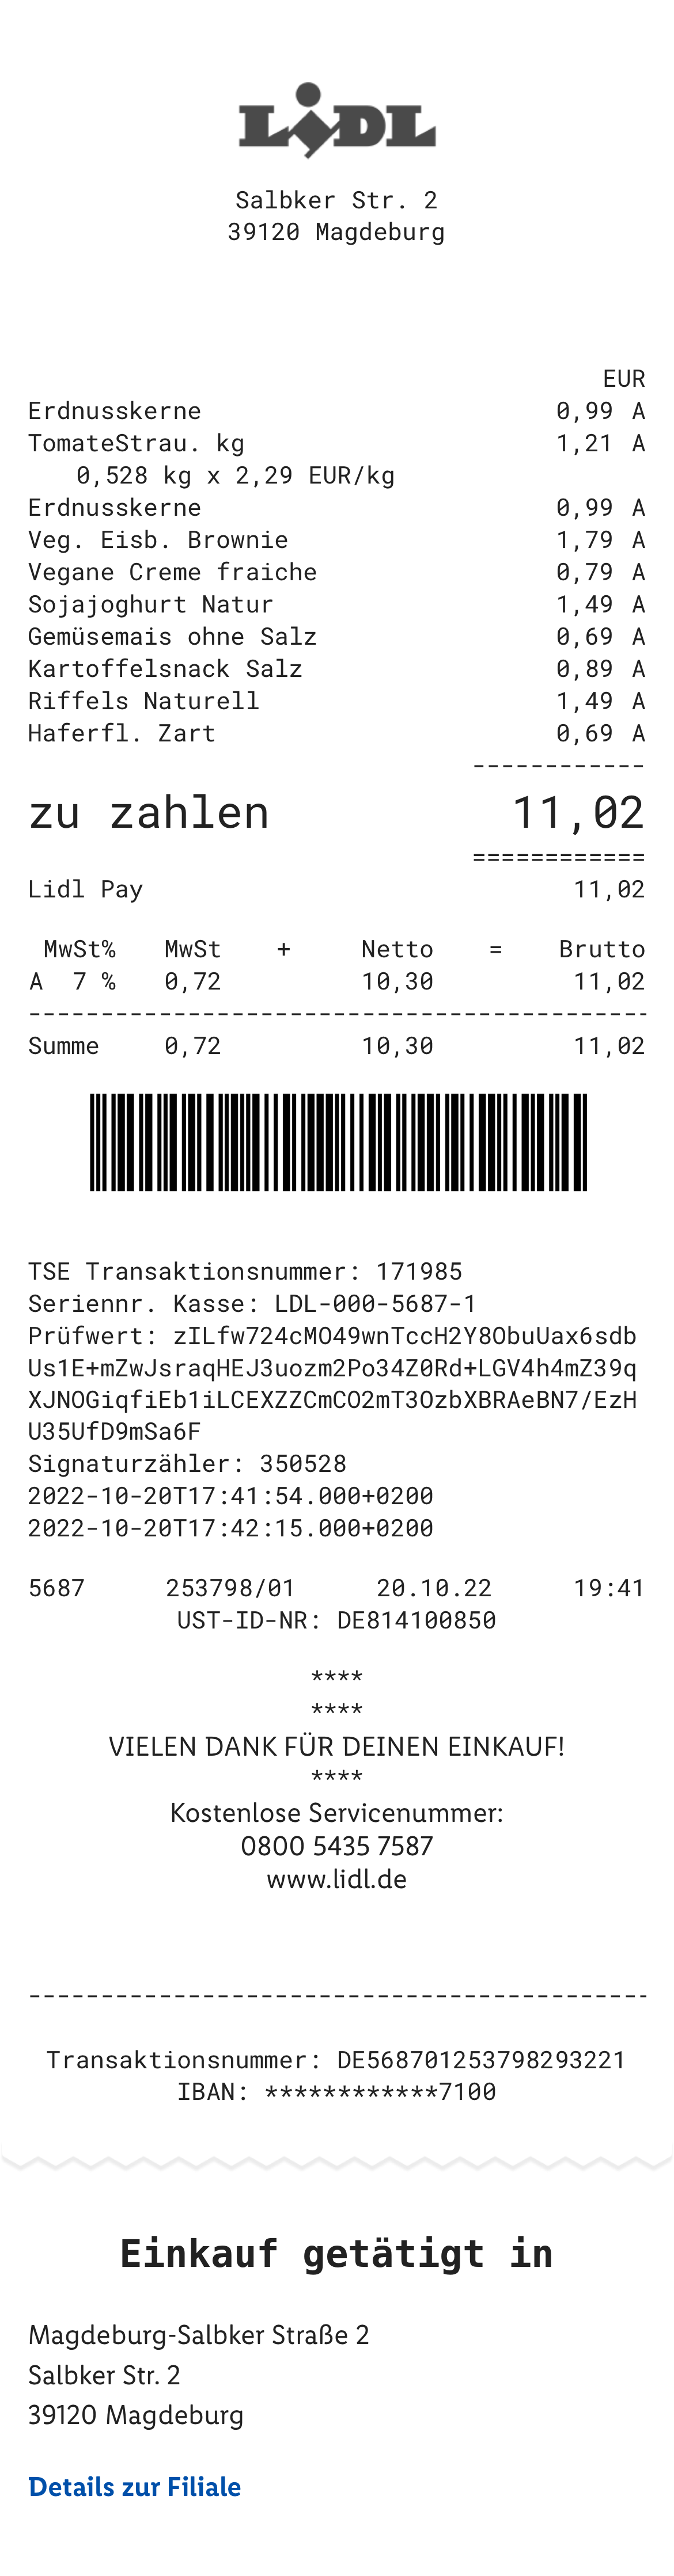 LIDL
Salbker Str. 2
39120 Magdeburg
EUR
Erdnusskerne 0,99 A
TomateStrau. kg 1,21 A
0,528 kg x 2,29 EUR/kg
Erdnusskerne 0,99 A
Veg. Eisb. Brownie 1,79 A
Vegane Creme fraiche 0,79 A
Sojajoghurt Natur 1,49 A
Gemüsemais ohne Salz 0,69 A
Kartoffelsnack Salz 0,89 A
Riffels Naturell 1,49 A
Haferfl. Zart 0,69 A
------------
zu zahlen 11,02
============
Lidl Pay 11,02
MwSt% MwSt + Netto = Brutto
A 7 % 0,72 10,30 11,02
-------------------------------------------
Summe 0,72 10,30 11,02
TSE Transaktionsnummer: 171985
Seriennr. Kasse: LDL-000-5687-1
Prüfwert: zILfw724cMO49wnTccH2Y8ObuUax6sdb
Us1E+mZwJsraqHEJ3uozm2Po34Z0Rd+LGV4h4mZ39q
XJNOGiqfiEb1iLCEXZZCmCO2mT3OzbXBRAeBN7/EzH
U35UfD9mSa6F
Signaturzähler: 350528
2022-10-20T17:41:54.000+0200
2022-10-20T17:42:15.000+0200
5687 253798/01 20.10.22 19:41
UST-ID-NR: DE814100850
****
****
VIELEN DANK FÜR DEINEN EINKAUF!
****
Kostenlose Servicenummer:
0800 5435 7587
www.lidl.de
-------------------------------------------
Transaktionsnummer: DE568701253798293221
IBAN: ************7100
Einkauf getätigt in
Magdeburg-Salbker Straße 2
Salbker Str. 2
39120 Magdeburg
Details zur Filiale